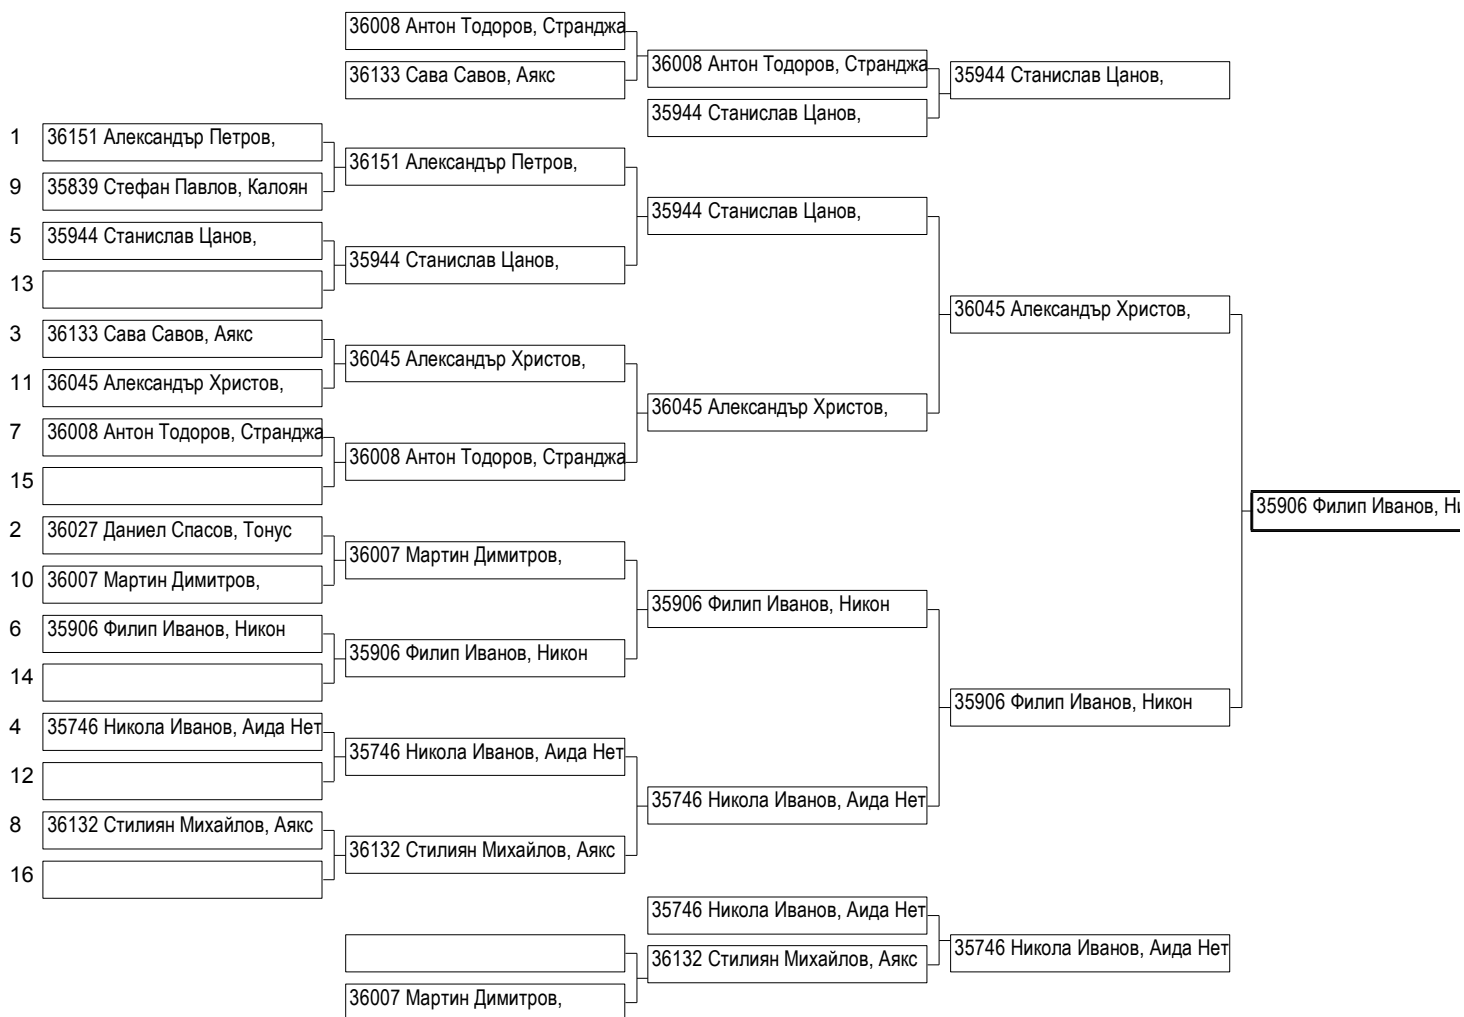 36008 Антон Тодоров, Странджа
36133 Сава Савов, Аякс
36008 Антон Тодоров, Странджа
35944 Станислав Цанов,
35944 Станислав Цанов,
1 36151 Александър Петров,
9 35839 Стефан Павлов, Калоян
5 35944 Станислав Цанов,
13
3 36133 Сава Савов, Аякс
11 36045 Александър Христов,
7 36008 Антон Тодоров, Странджа
15
2 36027 Даниел Спасов, Тонус
10 36007 Мартин Димитров,
6 35906 Филип Иванов, Никон
14
4 35746 Никола Иванов, Аида Нет
12
8 36132 Стилиян Михайлов, Аякс
16
36151 Александър Петров,
35944 Станислав Цанов,
36045 Александър Христов,
36008 Антон Тодоров, Странджа
36007 Мартин Димитров,
35906 Филип Иванов, Никон
35746 Никола Иванов, Аида Нет
36132 Стилиян Михайлов, Аякс
35944 Станислав Цанов,
36045 Александър Христов,
35906 Филип Иванов, Никон
35746 Никола Иванов, Аида Нет
36045 Александър Христов,
35906 Филип Иванов, Никон
35906 Филип Иванов, Ни
36007 Мартин Димитров,
35746 Никола Иванов, Аида Нет
36132 Стилиян Михайлов, Аякс
35746 Никола Иванов, Аида Нет